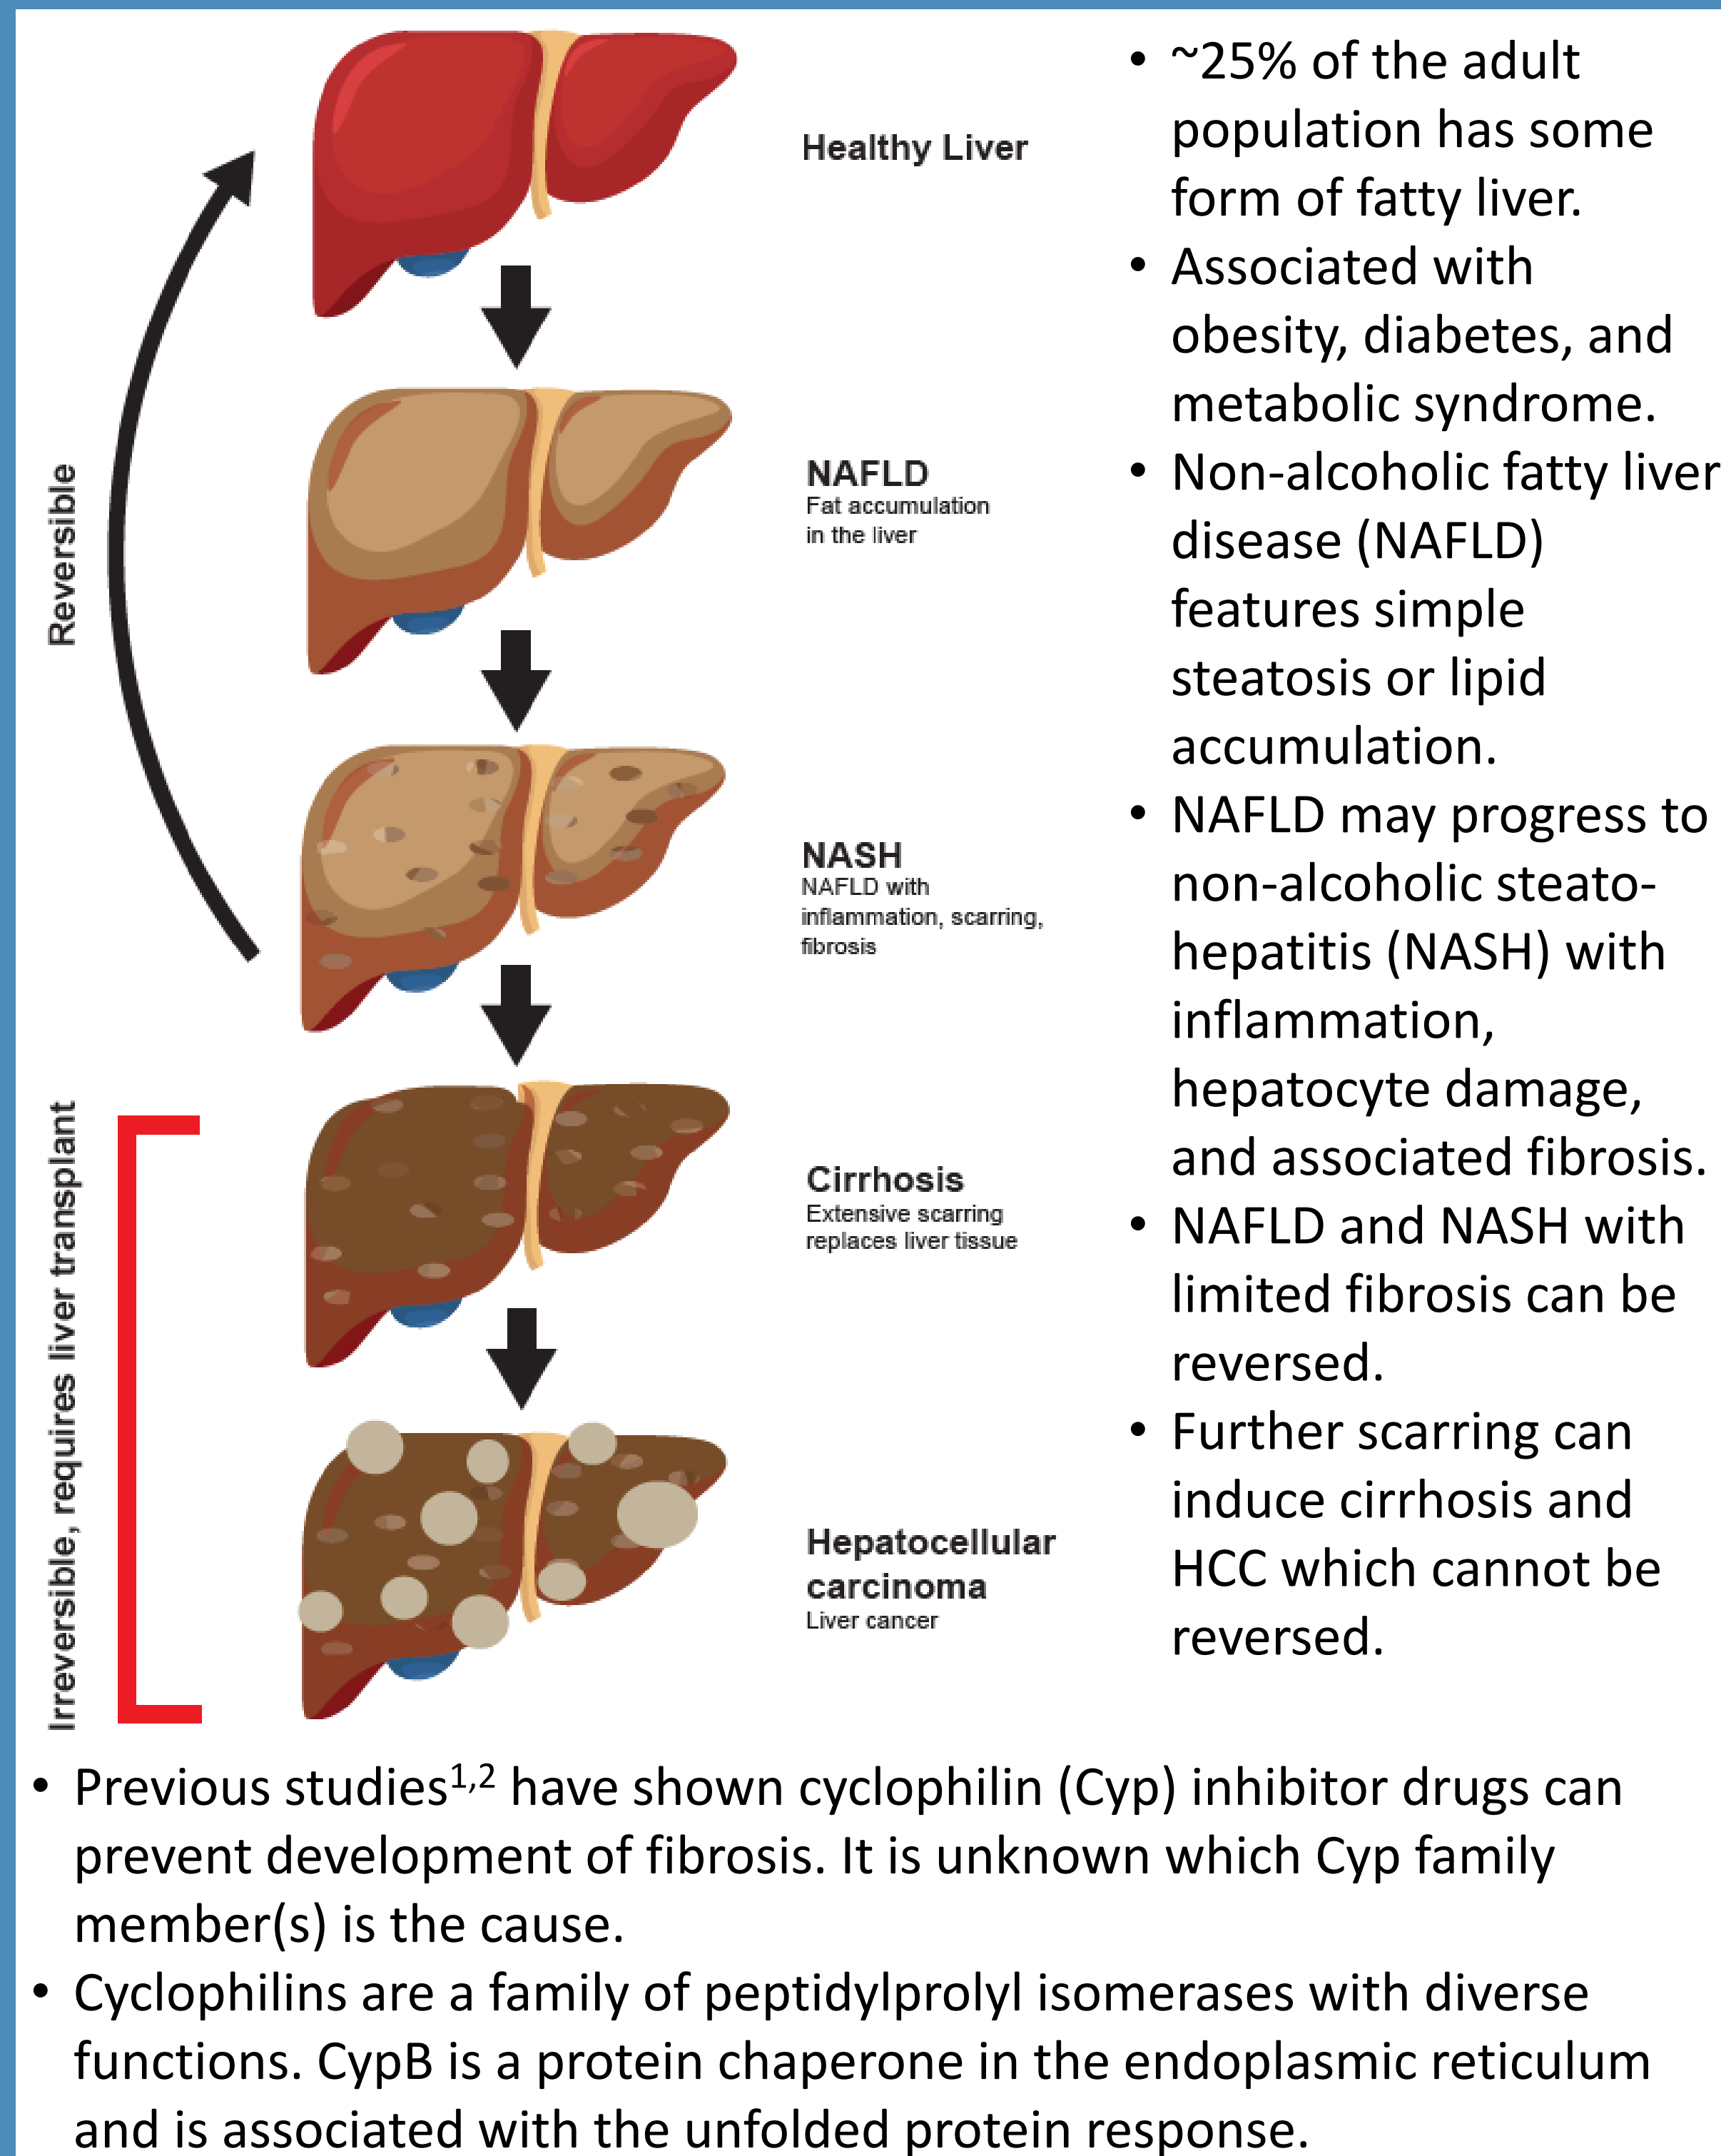 Healthy Liver
NAFLD
Fat accumulation
in the liver
NASH
NAFLD with
inflammation, scarring,
fibrosis
Cirrhosis
Extensive scarring
replaces liver tissue
Hepatocellular
carcinoma
Liver cancer
Reversible
Irreversible, requires liver transplant
• ~25% of the adult
population has some
form of fatty liver.
• Associated with
obesity, diabetes, and
metabolic syndrome.
• Non-alcoholic fatty liver
disease (NAFLD)
features simple
steatosis or lipid
accumulation.
• NAFLD may progress to
non-alcoholic steato-
hepatitis (NASH) with
inflammation,
hepatocyte damage,
and associated fibrosis.
• NAFLD and NASH with
limited fibrosis can be
reversed.
• Further scarring can
induce cirrhosis and
HCC which cannot be
reversed.
• Previous studies1,2 have shown cyclophilin (Cyp) inhibitor drugs can
prevent development of fibrosis. It is unknown which Cyp family
member(s) is the cause.
• Cyclophilins are a family of peptidylprolyl isomerases with diverse
functions. CypB is a protein chaperone in the endoplasmic reticulum
and is associated with the unfolded protein response.